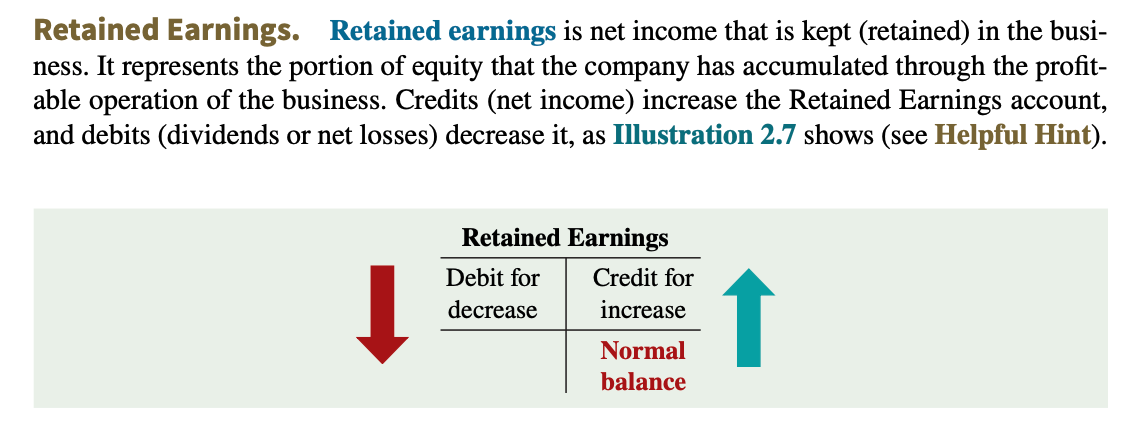 Retained Earnings. Retained earnings is net income that is kept (retained) in the busi-
ness. It represents the portion of equity that the company has accumulated through the profit-
able operation of the business. Credits (net income) increase the Retained Earnings account,
and debits (dividends or net losses) decrease it, as Illustration 2.7 shows (see Helpful Hint).
Retained Earnings
Debit for
decrease
Credit for
increase
Normal
balance